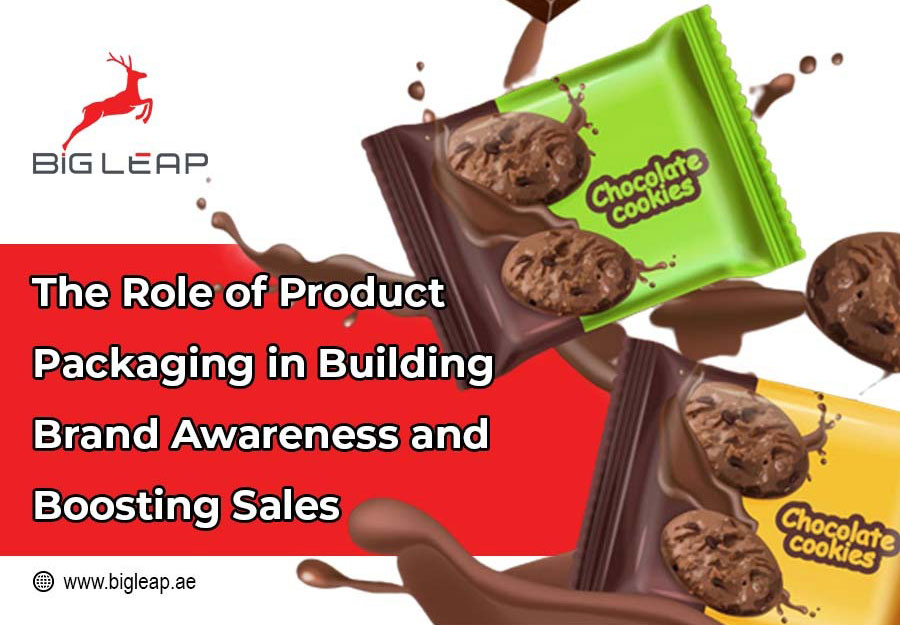 BiG LEAP
Chocolate
cookies
The Role of Product
Packaging in Building
Brand Awareness and
Boosting Sales
Chocolate
cookies
www.bigleap.ae